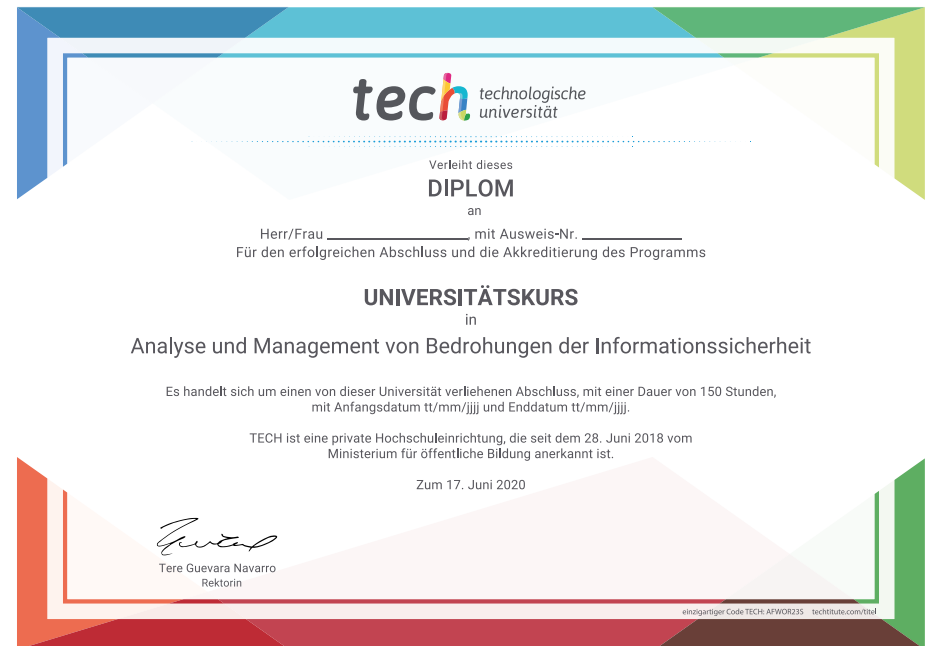 tech technologische
universität
Verleiht dieses
DIPLOM
an
Herr/Frau ____________________, mit Ausweis-Nr. ______________
Für den erfolgreichen Abschluss und die Akkreditierung des Programms
UNIVERSITÄTSKURS
in
Analyse und Management von Bedrohungen der Informationssicherheit
Es handelt sich um einen von dieser Universität verliehenen Abschluss, mit einer Dauer von 150 Stunden,
mit Anfangsdatum tt/mm/jjjj und Enddatum tt/mm/jjjj.
TECH ist eine private Hochschuleinrichtung, die seit dem 28. Juni 2018 vom
Ministerium für öffentliche Bildung anerkannt ist.
Zum 17. Juni 2020
Tere Guevara Navarro
Rektorin
einzigartiger Code TECH: AFWOR23S techtitute.com/titel